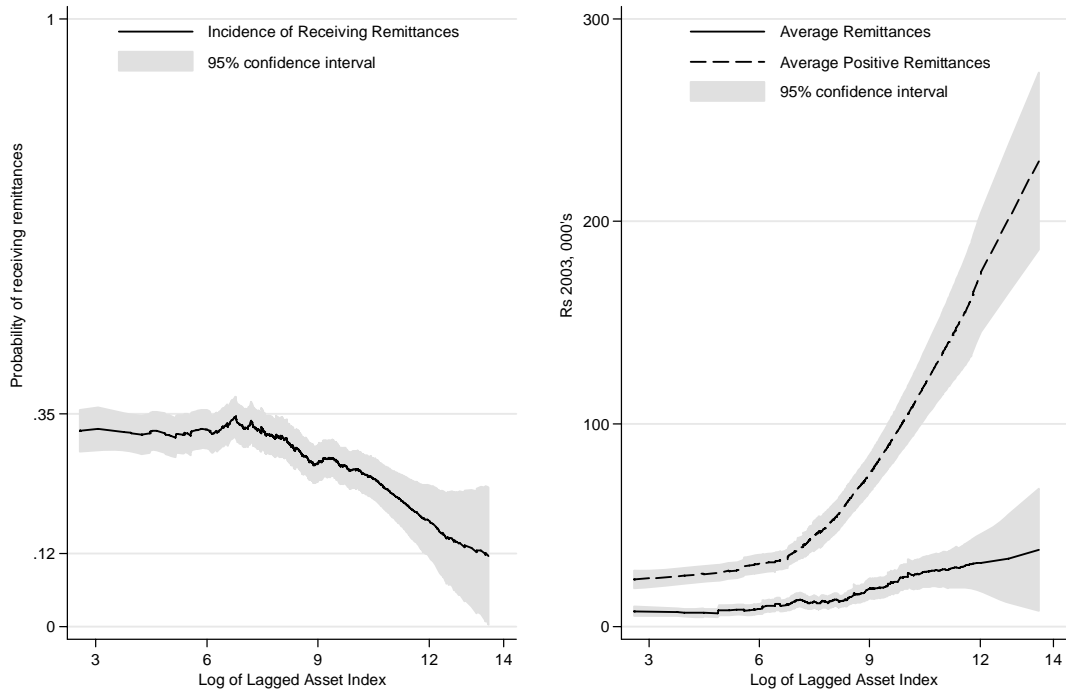 1
Incidence of Receiving Remittances
95% confidence interval
Probability of receiving remittances
.35
.12
0
3 6 9 12 14
Log of Lagged Asset Index
300
Average Remittances
Average Positive Remittances
95% confidence interval
Rs 2003, 000's
200
100
0
3 6 9 12 14
Log of Lagged Asset Index